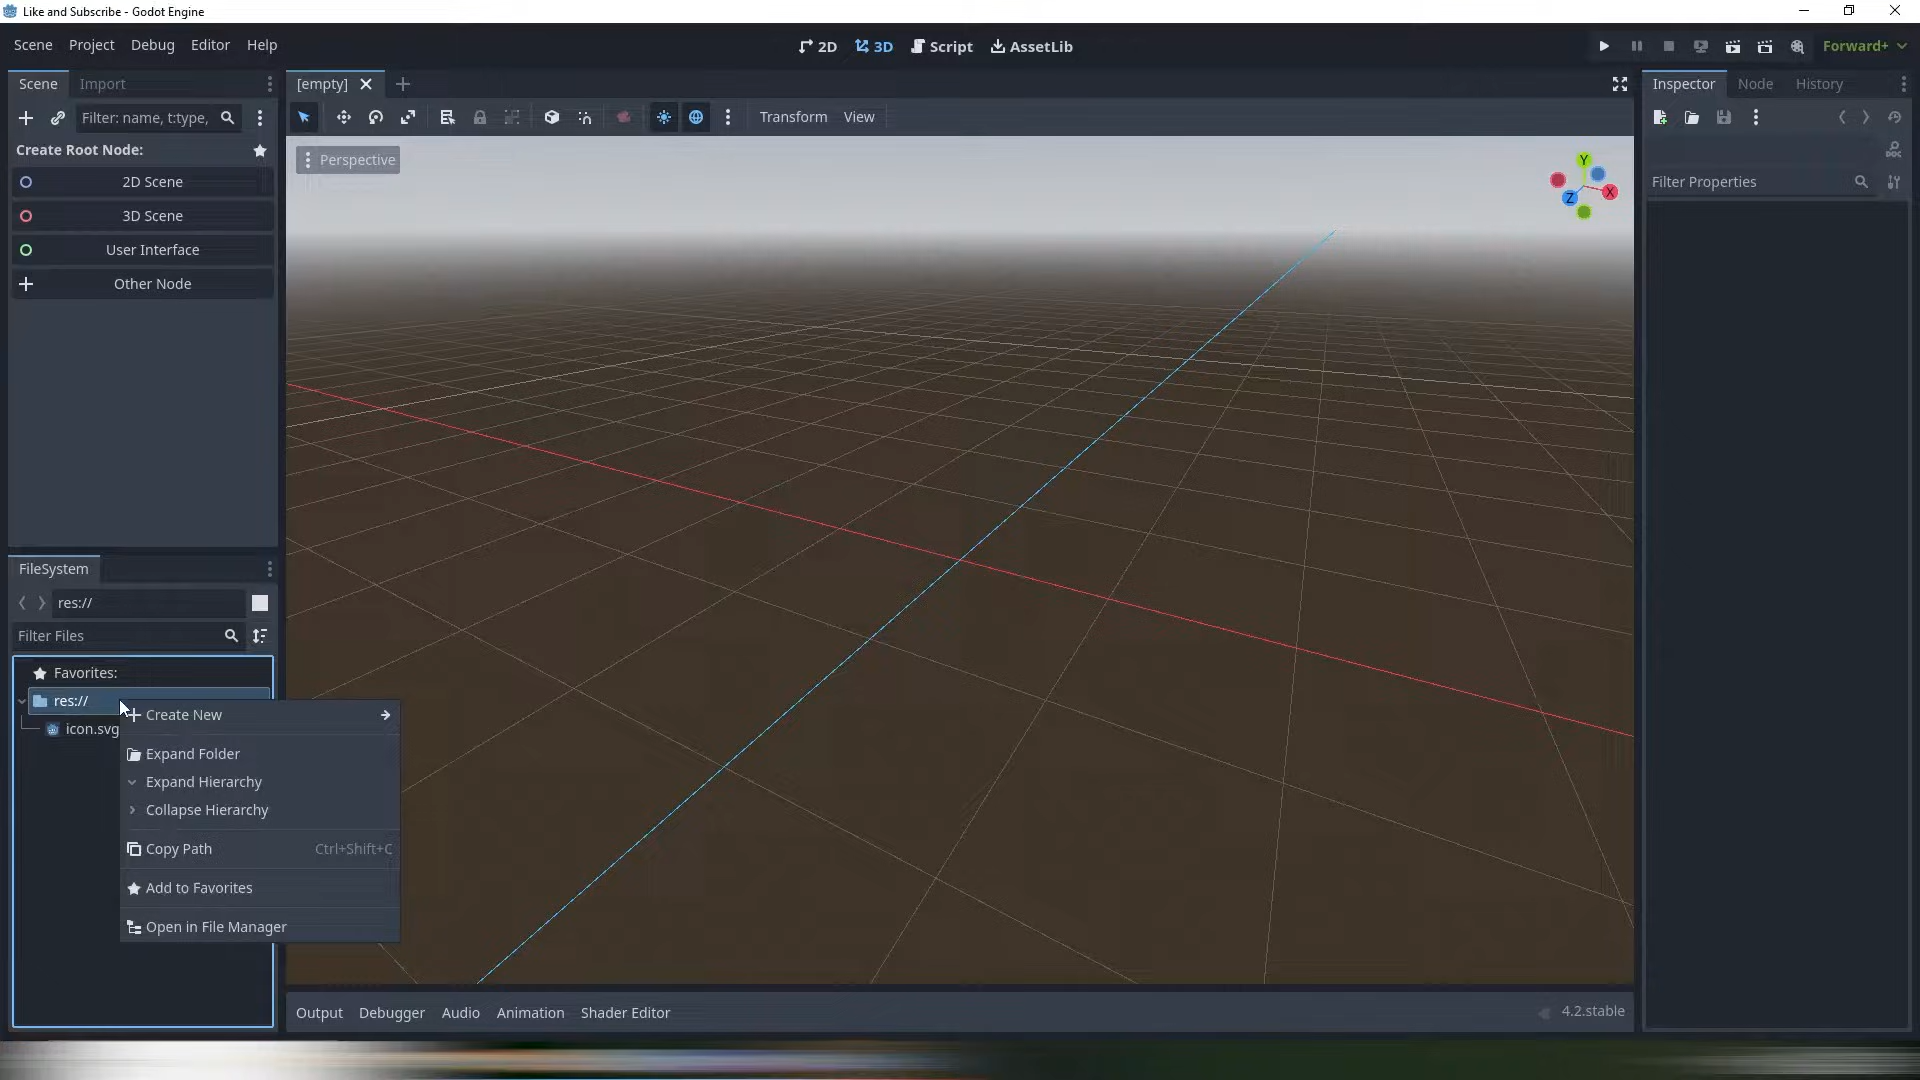 Like and Subscribe - Godot Engine
Scene Project Debug Editor Help
2D 3D Script AssetLib
Forward+
Scene Import
[empty]
Inspector Node History
Filter: name, t:type,
Transform View
Create Root Node:
Perspective
2D Scene
3D Scene
User Interface
Other Node
Y
X
Z
DOC
Filter Properties
FileSystem
res://
Filter Files
Favorites:
res://
icon.svg
Create New
Expand Folder
Expand Hierarchy
Collapse Hierarchy
Copy Path Ctrl+Shift+C
Add to Favorites
Open in File Manager
Output Debugger Audio Animation Shader Editor
4.2.stable